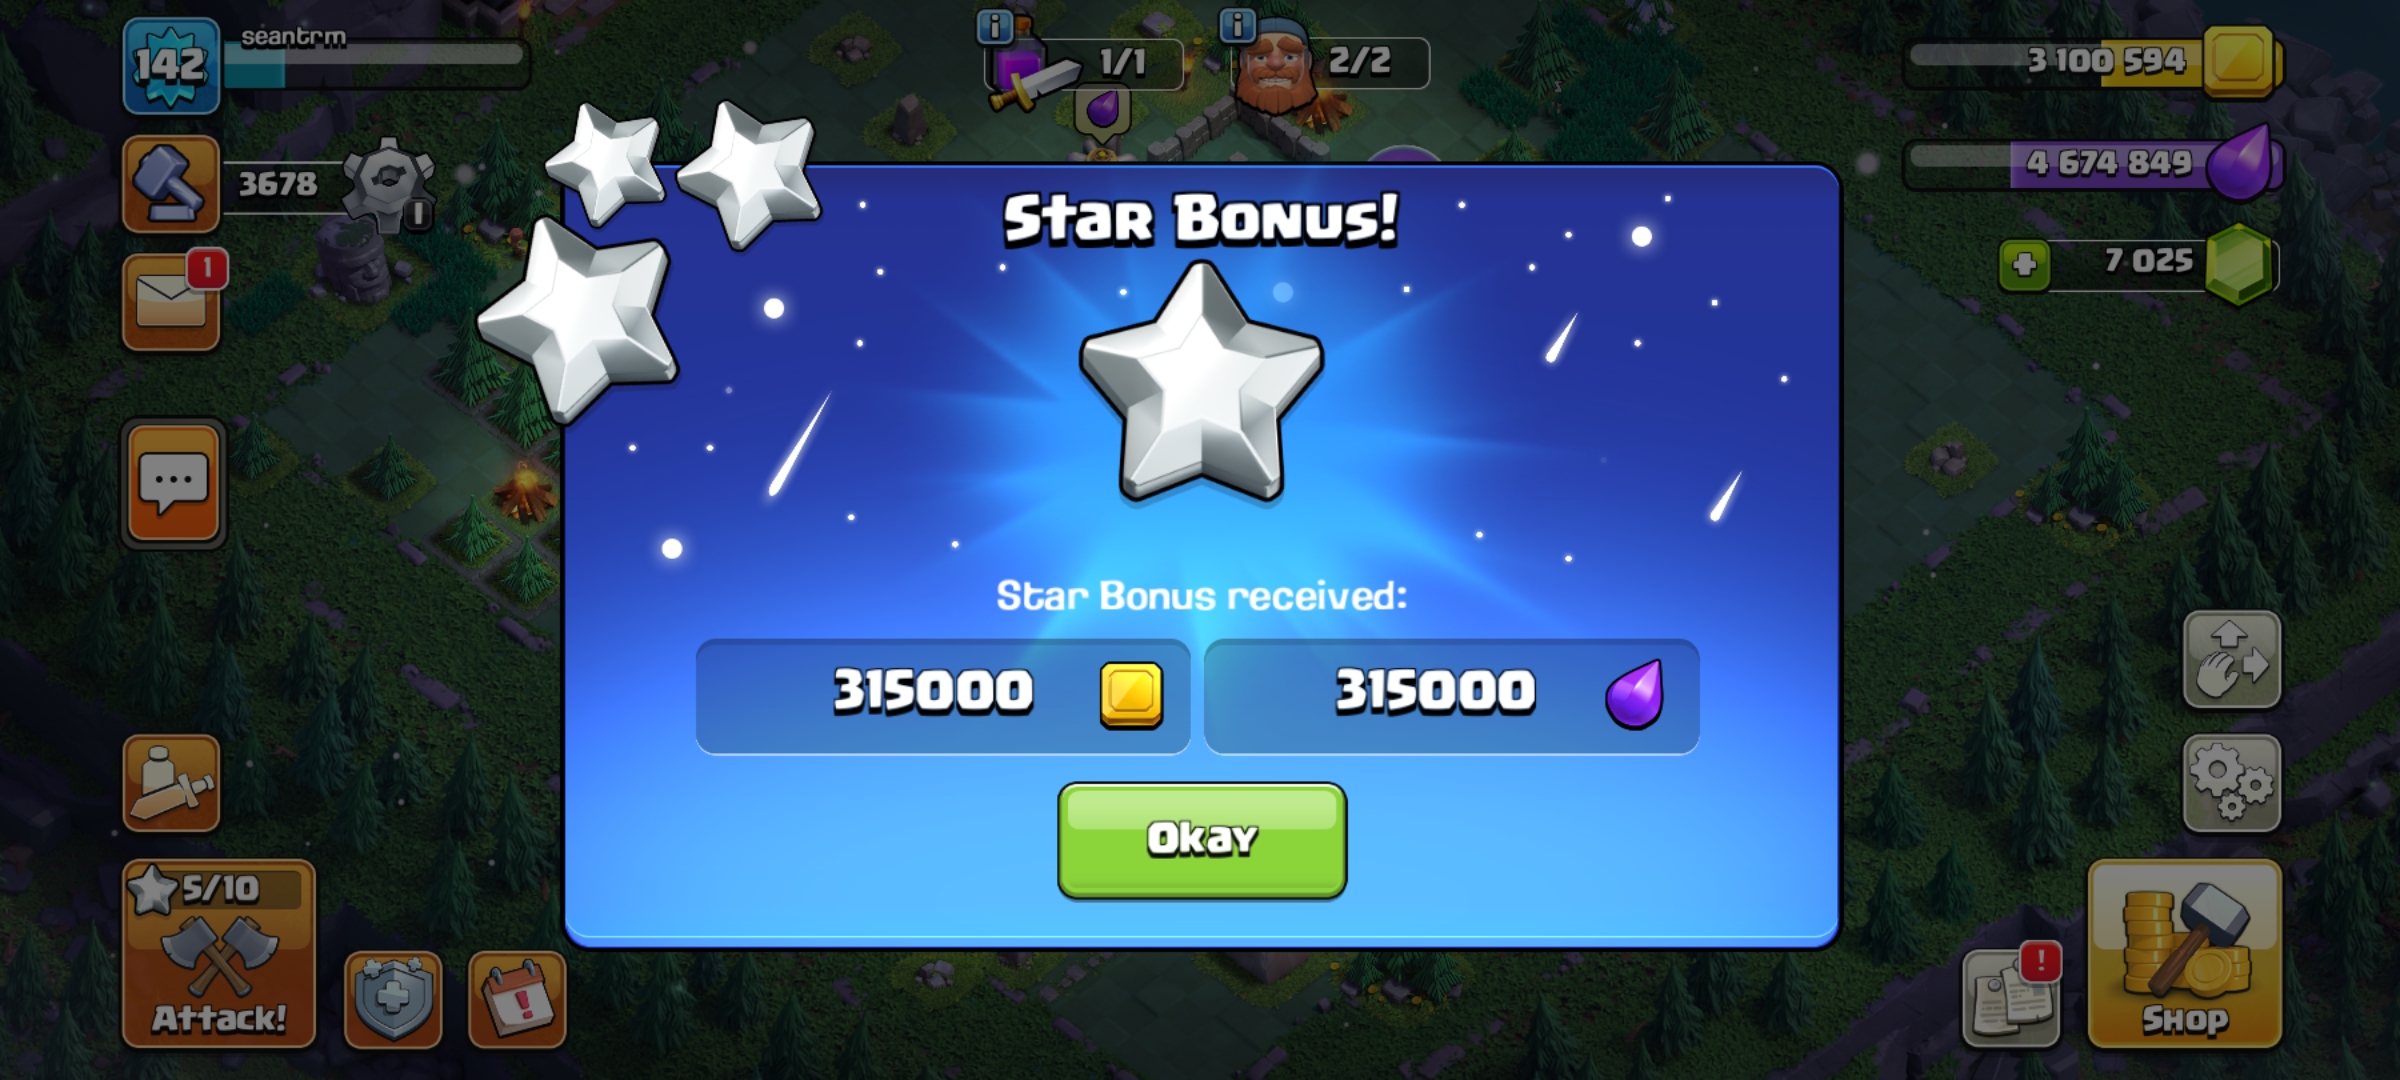 142
seantrm
1/1
2/2
3 100 594
3678
I
4 674 849
1
7 025
Star Bonus!
Star Bonus received:
315000
315000
Okay
5/10
Attack!
!
Shop